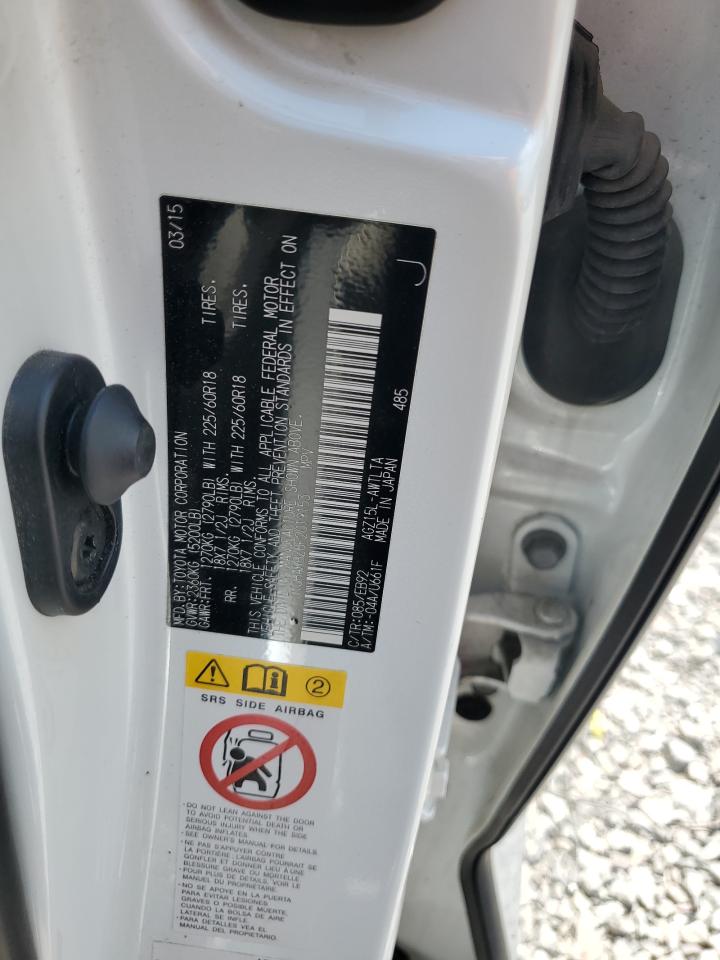 03/15
MFD.BY:TOYOTA MOTOR CORPORATION
GVWR:2360KG(5200LB)
GAWR:FRT. 1270KG (2790LB) WITH 225/60R18 TIRES.
18X7 1/2J RIMS.
RR. 1270KG (2790LB) WITH 225/60R18 TIRES.
18X7 1/2J RIMS.
THIS VEHICLE CONFORMS TO ALL APPLICABLE FEDERAL MOTOR
VEHICLE SAFETY AND THEFT PREVENTION STANDARDS IN EFFECT ON
SHOWN ABOVE.
MPV
C/TR:085/EB92 AGZ15L-AWTLTA
A/TM:-04A/U661F MADE IN JAPAN 485
J
2
SRS SIDE AIRBAG
•DO NOT LEAN AGAINST THE DOOR
TO AVOID POTENTIAL DEATH OR
SERIOUS INJURY WHEN THE SIDE
AIRBAG INFLATES.
•SEE OWNER'S MANUAL FOR DETAILS.
•NE PAS S'APPUYER CONTRE
LA PORTIÈRE : L'AIRBAG POURRAIT SE
GONFLER ET DONNER LIEU À UNE
BLESSURE GRAVE OU MORTELLE
•POUR PLUS DE DETAILS, VOIR LE
MANUEL DU PROPRIÉTAIRE.
•NO SE APOYE EN LA PUERTA
PARA EVITAR LESIONES
GRAVES O POSIBLE MUERTE,
CUANDO LA BOLSA DE AIRE
LATERAL SE INFLE.
•PARA DETALLES VEA EL
MANUAL DEL PROPIETARIO.